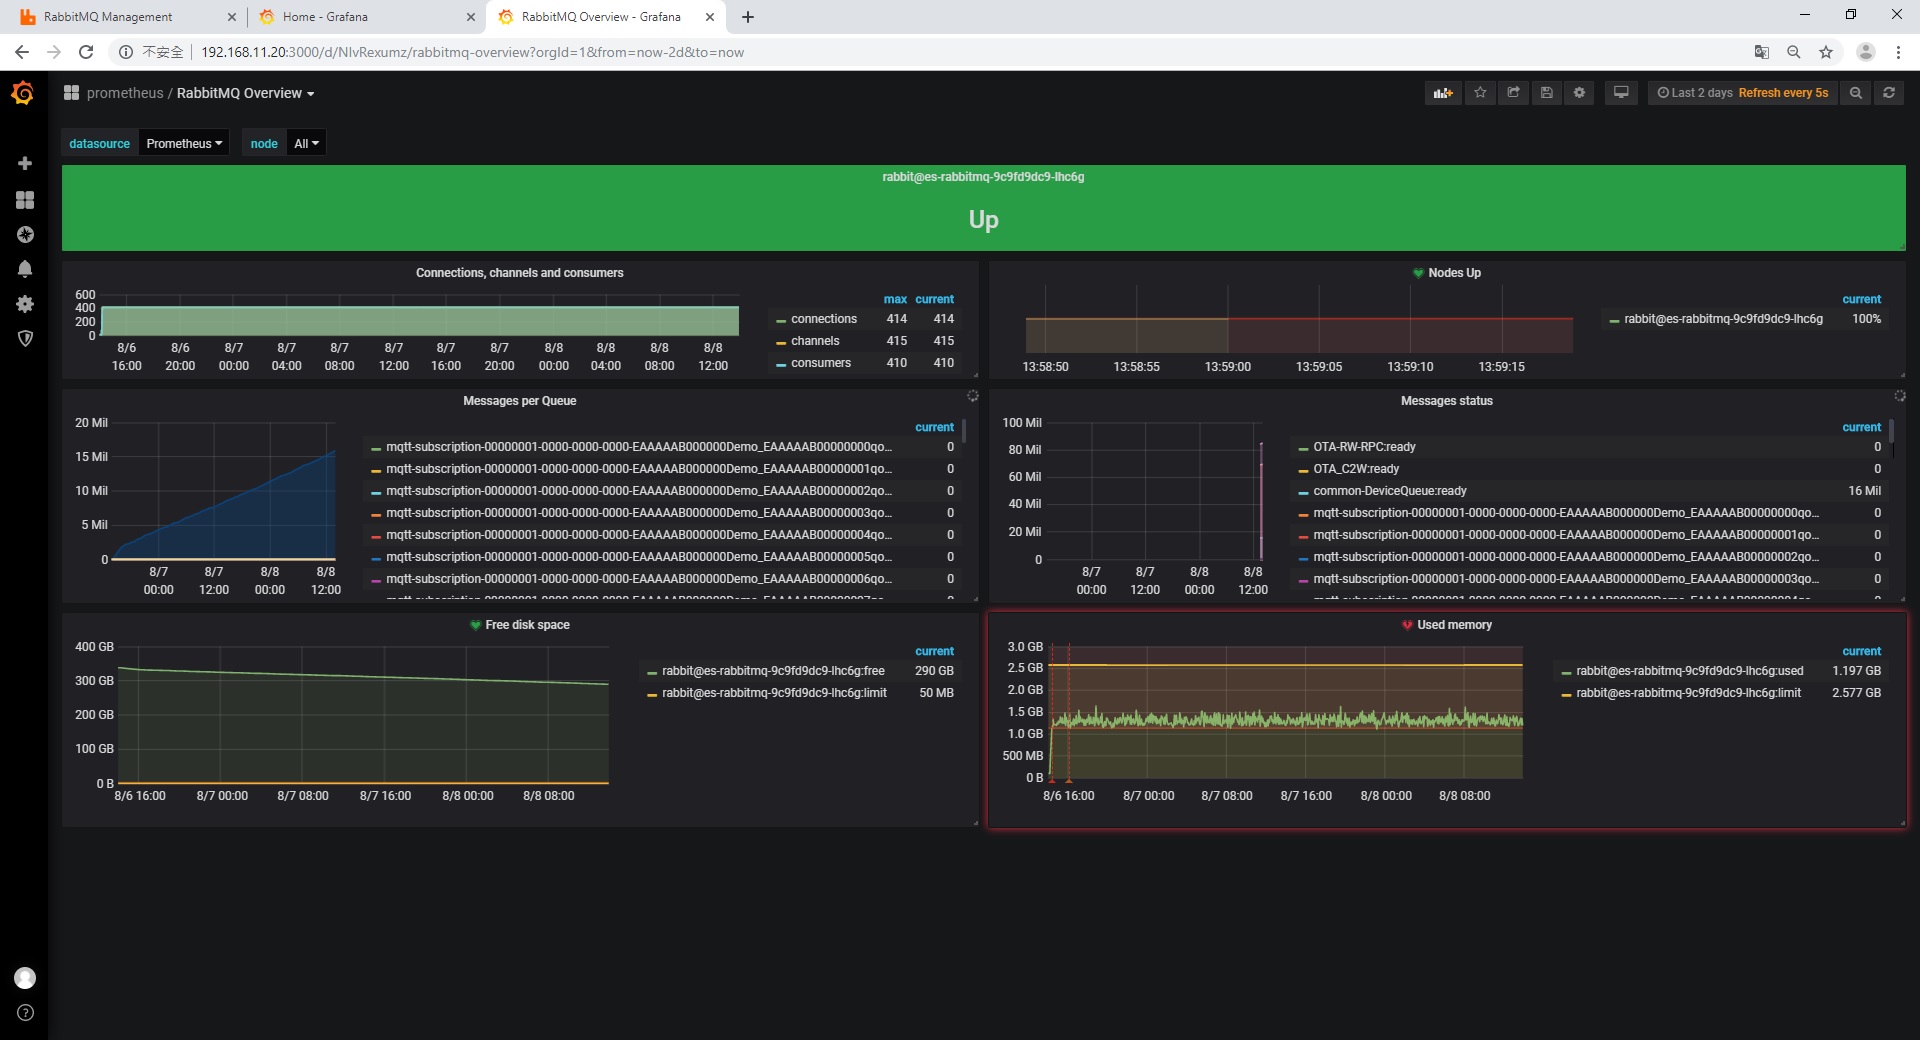 RabbitMQ Management
Home - Grafana
RabbitMQ Overview - Grafana
不安全 192.168.11.20:3000/d/NlvRexumz/rabbitmq-overview?orgId=1&from=now-2d&to=now
prometheus / RabbitMQ Overview
Last 2 days Refresh every 5s
datasource Prometheus node All
rabbit@es-rabbitmq-9c9fd9dc9-lhc6g
Up
Connections, channels and consumers
600
400
200
0
8/6 8/6 8/7 8/7 8/7 8/7 8/7 8/7 8/8 8/8 8/8 8/8
16:00 20:00 00:00 04:00 08:00 12:00 16:00 20:00 00:00 04:00 08:00 12:00
max current
connections 414 414
channels 415 415
consumers 410 410
Nodes Up
13:58:50 13:58:55 13:59:00 13:59:05 13:59:10 13:59:15
current
rabbit@es-rabbitmq-9c9fd9dc9-lhc6g 100%
Messages per Queue
20 Mil
15 Mil
10 Mil
5 Mil
0
8/7 8/7 8/8 8/8
00:00 12:00 00:00 12:00
current
mqtt-subscription-00000001-0000-0000-0000-EAAAAAB000000Demo_EAAAAAB00000000qo... 0
mqtt-subscription-00000001-0000-0000-0000-EAAAAAB000000Demo_EAAAAAB00000001qo... 0
mqtt-subscription-00000001-0000-0000-0000-EAAAAAB000000Demo_EAAAAAB00000002qo... 0
mqtt-subscription-00000001-0000-0000-0000-EAAAAAB000000Demo_EAAAAAB00000003qo... 0
mqtt-subscription-00000001-0000-0000-0000-EAAAAAB000000Demo_EAAAAAB00000004qo... 0
mqtt-subscription-00000001-0000-0000-0000-EAAAAAB000000Demo_EAAAAAB00000005qo... 0
mqtt-subscription-00000001-0000-0000-0000-EAAAAAB000000Demo_EAAAAAB00000006qo... 0
Messages status
100 Mil
80 Mil
60 Mil
40 Mil
20 Mil
0
8/7 8/7 8/8 8/8
00:00 12:00 00:00 12:00
current
OTA-RW-RPC:ready 0
OTA_C2W:ready 0
common-DeviceQueue:ready 16 Mil
mqtt-subscription-00000001-0000-0000-0000-EAAAAAB000000Demo_EAAAAAB00000000qo... 0
mqtt-subscription-00000001-0000-0000-0000-EAAAAAB000000Demo_EAAAAAB00000001qo... 0
mqtt-subscription-00000001-0000-0000-0000-EAAAAAB000000Demo_EAAAAAB00000002qo... 0
mqtt-subscription-00000001-0000-0000-0000-EAAAAAB000000Demo_EAAAAAB00000003qo... 0
Free disk space
400 GB
300 GB
200 GB
100 GB
0 B
8/6 16:00 8/7 00:00 8/7 08:00 8/7 16:00 8/8 00:00 8/8 08:00
current
rabbit@es-rabbitmq-9c9fd9dc9-lhc6g:free 290 GB
rabbit@es-rabbitmq-9c9fd9dc9-lhc6g:limit 50 MB
Used memory
3.0 GB
2.5 GB
2.0 GB
1.5 GB
1.0 GB
500 MB
0 B
8/6 16:00 8/7 00:00 8/7 08:00 8/7 16:00 8/8 00:00 8/8 08:00
current
rabbit@es-rabbitmq-9c9fd9dc9-lhc6g:used 1.197 GB
rabbit@es-rabbitmq-9c9fd9dc9-lhc6g:limit 2.577 GB